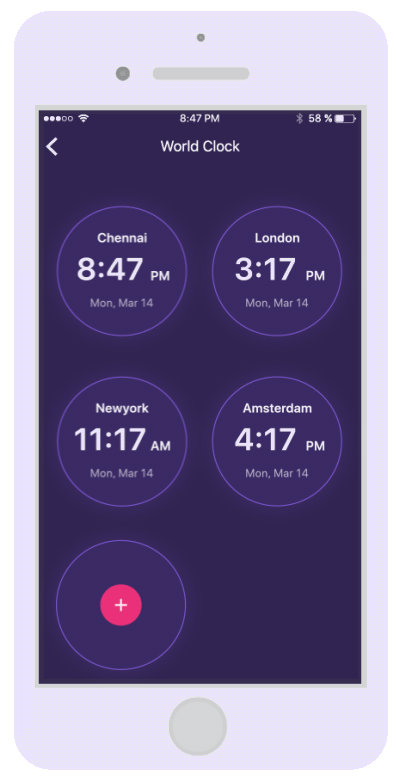 8:47 PM 58 %
World Clock
Chennai
8:47 PM
Mon, Mar 14
London
3:17 PM
Mon, Mar 14
Newyork
11:17 AM
Mon, Mar 14
Amsterdam
4:17 PM
Mon, Mar 14
+